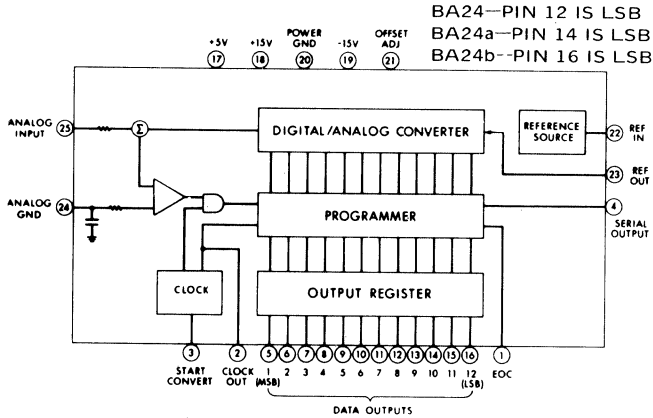 BA24—PIN 12 IS LSB
BA24a—PIN 14 IS LSB
BA24b--PIN 16 IS LSB
+5V +15V POWER GND -15V OFFSET ADJ
17 18 20 19 21
ANALOG INPUT 25 Σ DIGITAL/ANALOG CONVERTER REFERENCE SOURCE 22 REF IN
23 REF OUT
ANALOG GND 24 PROGRAMMER 4 SERIAL OUTPUT
CLOCK OUTPUT REGISTER
3 2 5 6 7 8 9 10 11 12 13 14 15 16 1
START CONVERT CLOCK OUT 1 (MSB) 2 3 4 5 6 7 8 9 10 11 12 (LSB) EOC
DATA OUTPUTS